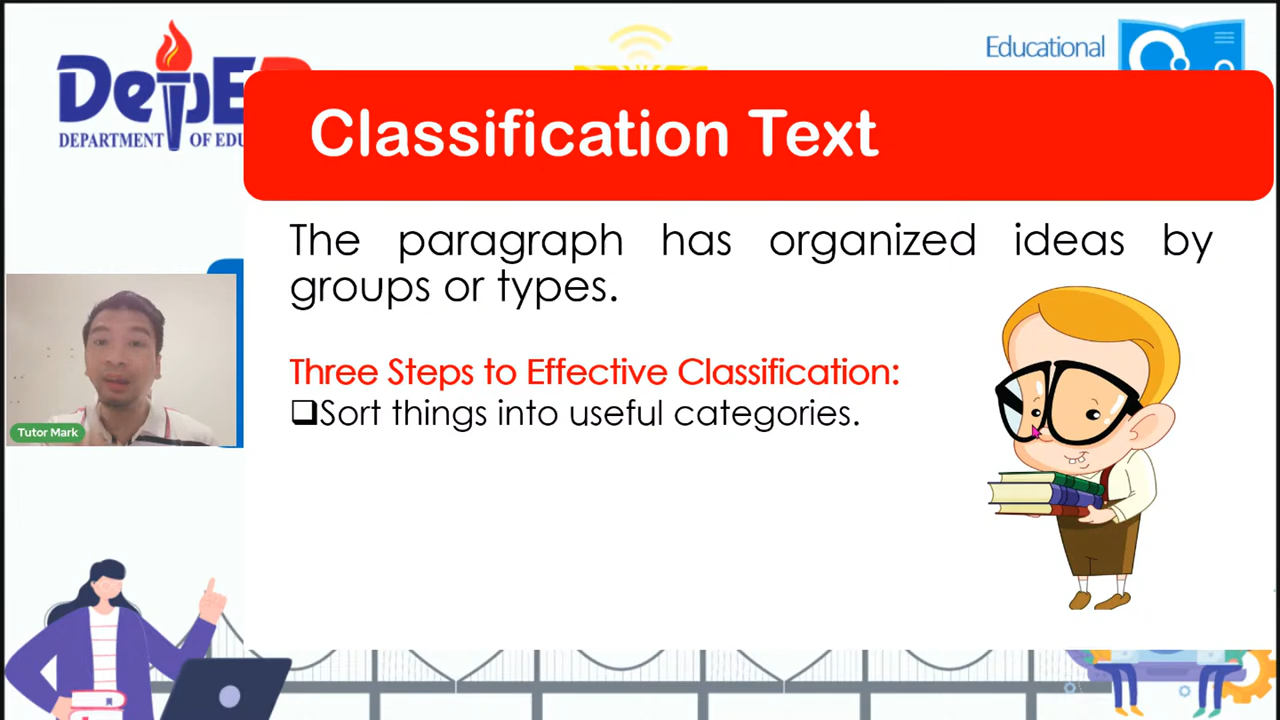 Educational
DEPARTMENT OF EDU
Classification Text
The paragraph has organized ideas by
groups or types.
Three Steps to Effective Classification:
❑Sort things into useful categories.
Tutor Mark